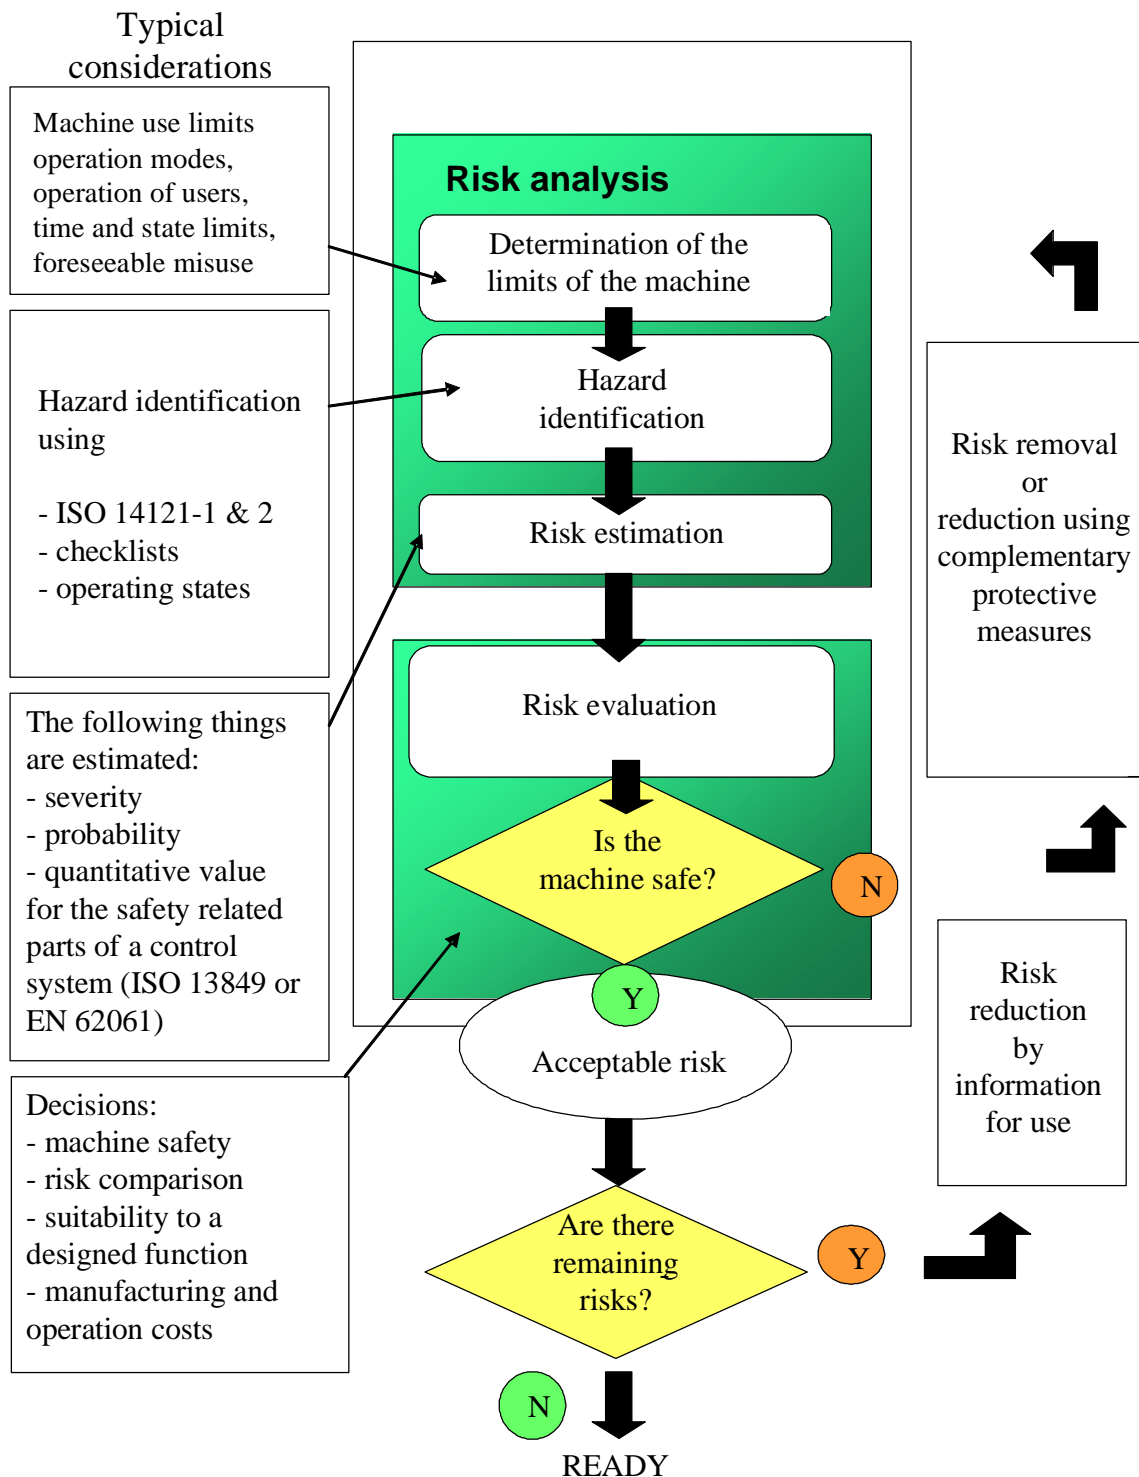 Typical
considerations
Machine use limits
operation modes,
operation of users,
time and state limits,
foreseeable misuse
Hazard identification
using
- ISO 14121-1 & 2
- checklists
- operating states
The following things
are estimated:
- severity
- probability
- quantitative value
for the safety related
parts of a control
system (ISO 13849 or
EN 62061)
Decisions:
- machine safety
- risk comparison
- suitability to a
designed function
- manufacturing and
operation costs
Risk analysis
Determination of the
limits of the machine
Hazard
identification
Risk estimation
Risk evaluation
Is the
machine safe?
N
Y
Acceptable risk
Are there
remaining
risks?
Y
N
READY
Risk removal
or
reduction using
complementary
protective
measures
Risk
reduction
by
information
for use